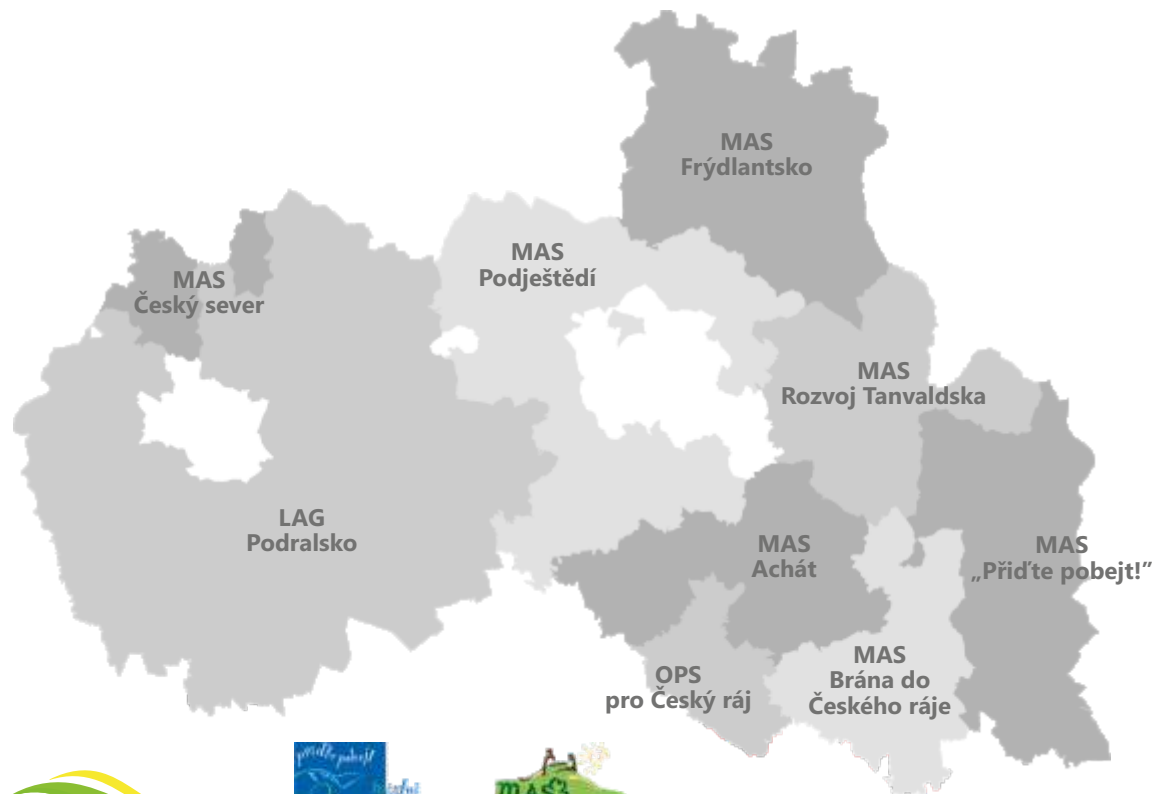 MAS
Frýdlantsko
MAS
Podještědí
MAS
Český sever
MAS
Rozvoj Tanvaldska
LAG
Podralsko
MAS
Achát
MAS
„Přiďte pobejt!”
MAS
Brána do
Českého ráje
OPS
pro Český ráj